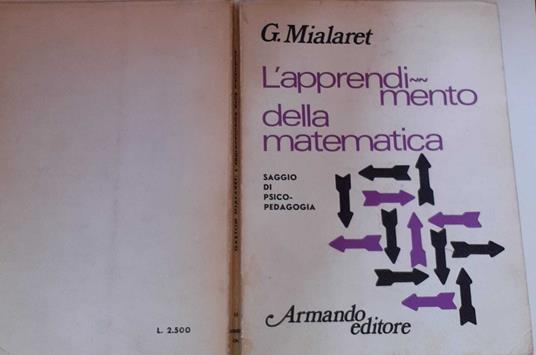 G. Mialaret
L'apprendi~~
mento
della
matematica
SAGGIO
DI
PSICO-
PEDAGOGIA
Armando
editore
L. 2.500